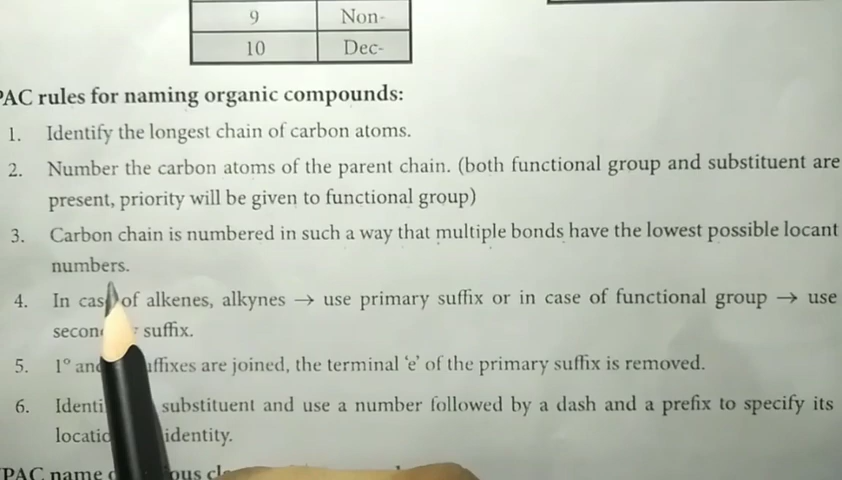 9 Non-
10 Dec-
PAC rules for naming organic compounds:
1. Identify the longest chain of carbon atoms.
2. Number the carbon atoms of the parent chain. (both functional group and substituent are
present, priority will be given to functional group)
3. Carbon chain is numbered in such a way that multiple bonds have the lowest possible locant
numbers.
4. In cas of alkenes, alkynes → use primary suffix or in case of functional group → use
secon suffix.
5. 1° and uffixes are joined, the terminal 'e' of the primary suffix is removed.
6. Identi substituent and use a number followed by a dash and a prefix to specify its
locatio identity.
PAC name